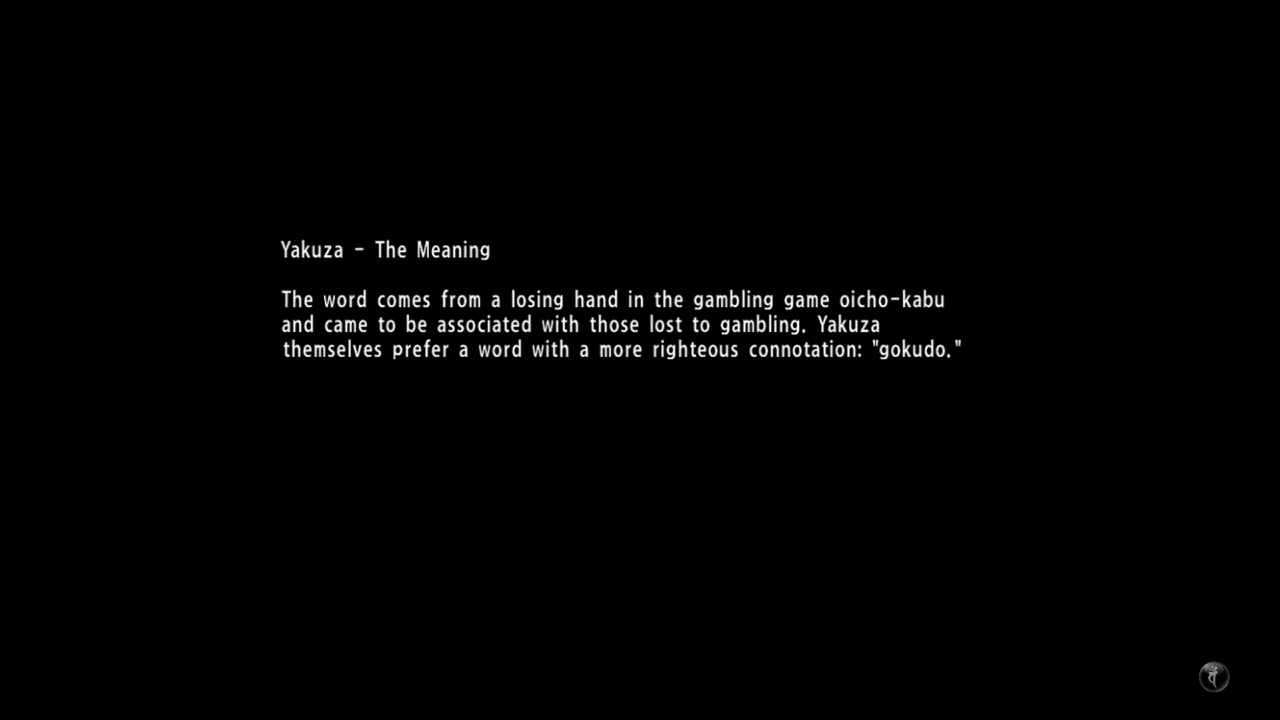 Yakuza - The Meaning
The word comes from a losing hand in the gambling game oicho-kabu
and came to be associated with those lost to gambling. Yakuza
themselves prefer a word with a more righteous connotation: "gokudo."